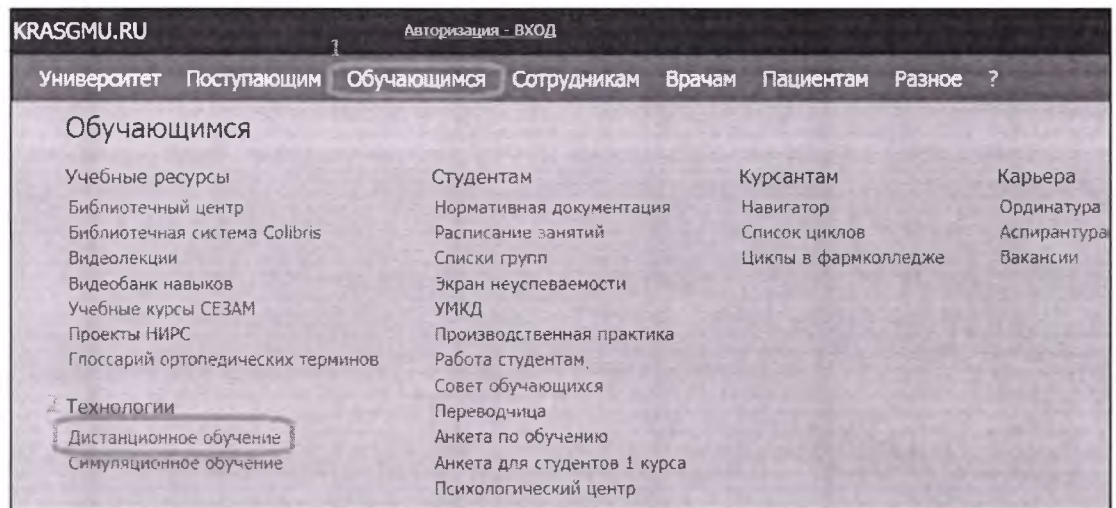 KRASGMU.RU
Авторизация - ВХОД
1
Университет Поступающим Обучающимся Сотрудникам Врачам Пациентам Разное ?
Обучающимся
Учебные ресурсы
Библиотечный центр
Библиотечная система Colibris
Видеолекции
Видеобанк навыков
Учебные курсы СЕЗАМ
Проекты НИРС
Глоссарий ортопедических терминов
2 Технологии
Дистанционное обучение
Симуляционное обучение
Студентам
Нормативная документация
Расписание занятий
Списки групп
Экран неуспеваемости
УМКД
Производственная практика
Работа студентам
Совет обучающихся
Переводчица
Анкета по обучению
Анкета для студентов 1 курса
Психологический центр
Курсантам
Навигатор
Список циклов
Циклы в фармколледже
Карьера
Ординатура
Аспирантура
Вакансии